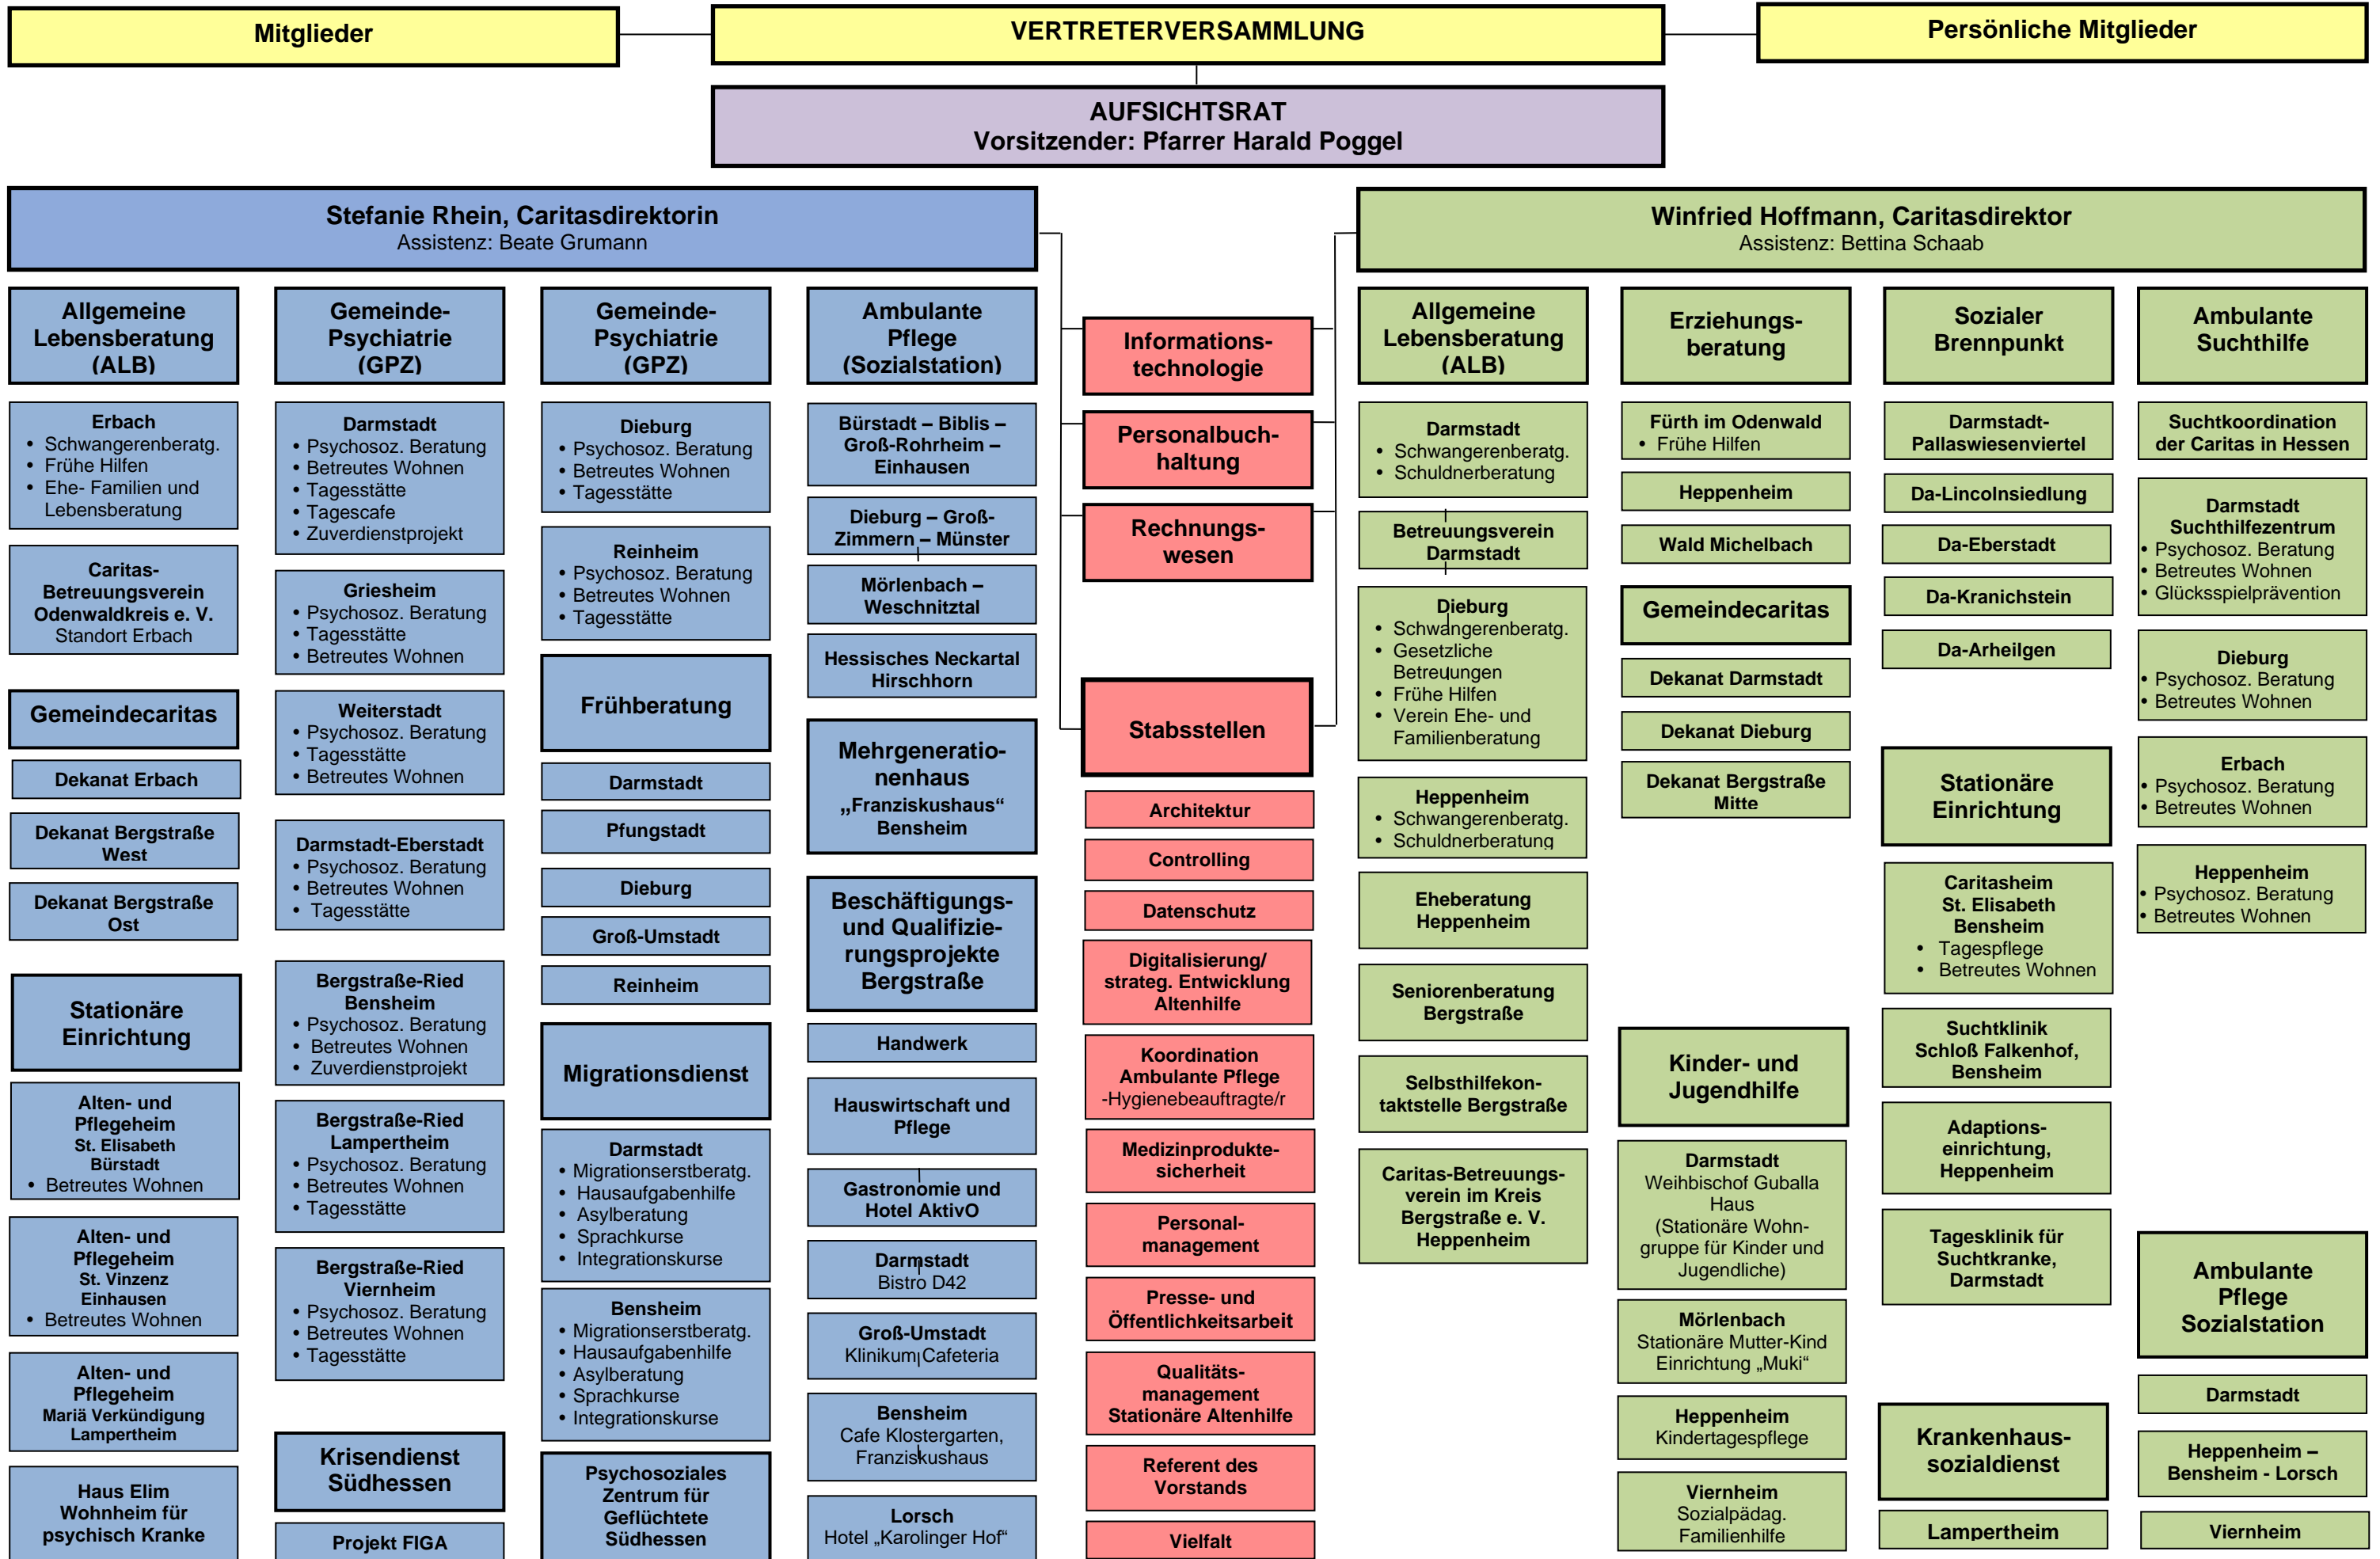 Mitglieder
VERTRETERVERSAMMLUNG
Persönliche Mitglieder
AUFSICHTSRAT
Vorsitzender: Pfarrer Harald Poggel
Stefanie Rhein, Caritasdirektorin
Assistenz: Beate Grumann
Winfried Hoffmann, Caritasdirektor
Assistenz: Bettina Schaab
Allgemeine
Lebensberatung
(ALB)
Erbach
• Schwangerenberatg.
• Frühe Hilfen
• Ehe- Familien und
Lebensberatung
Caritas-
Betreuungsverein
Odenwaldkreis e. V.
Standort Erbach
Gemeindecaritas
Dekanat Erbach
Dekanat Bergstraße
West
Dekanat Bergstraße
Ost
Stationäre
Einrichtung
Alten- und
Pflegeheim
St. Elisabeth
Bürstadt
• Betreutes Wohnen
Alten- und
Pflegeheim
St. Vinzenz
Einhausen
• Betreutes Wohnen
Alten- und
Pflegeheim
Mariä Verkündigung
Lampertheim
Haus Elim
Wohnheim für
psychisch Kranke
Gemeinde-
Psychiatrie
(GPZ)
Darmstadt
• Psychosoz. Beratung
• Betreutes Wohnen
• Tagesstätte
• Tagescafe
• Zuverdienstprojekt
Griesheim
• Psychosoz. Beratung
• Tagesstätte
• Betreutes Wohnen
Weiterstadt
• Psychosoz. Beratung
• Tagesstätte
• Betreutes Wohnen
Darmstadt-Eberstadt
• Psychosoz. Beratung
• Betreutes Wohnen
• Tagesstätte
Bergstraße-Ried
Bensheim
• Psychosoz. Beratung
• Betreutes Wohnen
• Zuverdienstprojekt
Bergstraße-Ried
Lampertheim
• Psychosoz. Beratung
• Betreutes Wohnen
• Tagesstätte
Bergstraße-Ried
Viernheim
• Psychosoz. Beratung
• Betreutes Wohnen
• Tagesstätte
Krisendienst
Südhessen
Projekt FIGA
Gemeinde-
Psychiatrie
(GPZ)
Dieburg
• Psychosoz. Beratung
• Betreutes Wohnen
• Tagesstätte
Reinheim
• Psychosoz. Beratung
• Betreutes Wohnen
• Tagesstätte
Frühberatung
Darmstadt
Pfungstadt
Dieburg
Groß-Umstadt
Reinheim
Migrationsdienst
Darmstadt
• Migrationserstberatg.
• Hausaufgabenhilfe
• Asylberatung
• Sprachkurse
• Integrationskurse
Bensheim
• Migrationserstberatg.
• Hausaufgabenhilfe
• Asylberatung
• Sprachkurse
• Integrationskurse
Psychosoziales
Zentrum für
Geflüchtete
Südhessen
Ambulante
Pflege
(Sozialstation)
Bürstadt – Biblis –
Groß-Rohrheim –
Einhausen
Dieburg – Groß-
Zimmern – Münster
Mörlenbach –
Weschnitztal
Hessisches Neckartal
Hirschhorn
Mehrgeneratio-
nenhaus
„Franziskushaus“
Bensheim
Beschäftigungs-
und Qualifizie-
rungsprojekte
Bergstraße
Handwerk
Hauswirtschaft und
Pflege
Gastronomie und
Hotel AktivO
Darmstadt
Bistro D42
Groß-Umstadt
Klinikum Cafeteria
Bensheim
Cafe Klostergarten,
Franziskushaus
Lorsch
Hotel „Karolinger Hof“
Informations-
technologie
Personalbuch-
haltung
Rechnungs-
wesen
Stabsstellen
Architektur
Controlling
Datenschutz
Digitalisierung/
strateg. Entwicklung
Altenhilfe
Koordination
Ambulante Pflege
-Hygienebeauftragte/r
Medizinprodukte-
sicherheit
Personal-
management
Presse- und
Öffentlichkeitsarbeit
Qualitäts-
management
Stationäre Altenhilfe
Referent des
Vorstands
Vielfalt
Allgemeine
Lebensberatung
(ALB)
Darmstadt
• Schwangerenberatg.
• Schuldnerberatung
Betreuungsverein
Darmstadt
Dieburg
• Schwangerenberatg.
• Gesetzliche
Betreuungen
• Frühe Hilfen
• Verein Ehe- und
Familienberatung
Heppenheim
• Schwangerenberatg.
• Schuldnerberatung
Eheberatung
Heppenheim
Seniorenberatung
Bergstraße
Selbsthilfekon-
taktstelle Bergstraße
Caritas-Betreuungs-
verein im Kreis
Bergstraße e. V.
Heppenheim
Erziehungs-
beratung
Fürth im Odenwald
• Frühe Hilfen
Heppenheim
Wald Michelbach
Gemeindecaritas
Dekanat Darmstadt
Dekanat Dieburg
Dekanat Bergstraße
Mitte
Kinder- und
Jugendhilfe
Darmstadt
Weihbischof Guballa
Haus
(Stationäre Wohn-
gruppe für Kinder und
Jugendliche)
Mörlenbach
Stationäre Mutter-Kind
Einrichtung „Muki“
Heppenheim
Kindertagespflege
Viernheim
Sozialpädag.
Familienhilfe
Sozialer
Brennpunkt
Darmstadt-
Pallaswiesenviertel
Da-Lincolnsiedlung
Da-Eberstadt
Da-Kranichstein
Da-Arheilgen
Stationäre
Einrichtung
Caritasheim
St. Elisabeth
Bensheim
• Tagespflege
• Betreutes Wohnen
Suchtklinik
Schloß Falkenhof,
Bensheim
Adaptions-
einrichtung,
Heppenheim
Tagesklinik für
Suchtkranke,
Darmstadt
Krankenhaus-
sozialdienst
Lampertheim
Ambulante
Suchthilfe
Suchtkoordination
der Caritas in Hessen
Darmstadt
Suchthilfezentrum
• Psychosoz. Beratung
• Betreutes Wohnen
• Glücksspielprävention
Dieburg
• Psychosoz. Beratung
• Betreutes Wohnen
Erbach
• Psychosoz. Beratung
• Betreutes Wohnen
Heppenheim
• Psychosoz. Beratung
• Betreutes Wohnen
Ambulante
Pflege
Sozialstation
Darmstadt
Heppenheim –
Bensheim - Lorsch
Viernheim